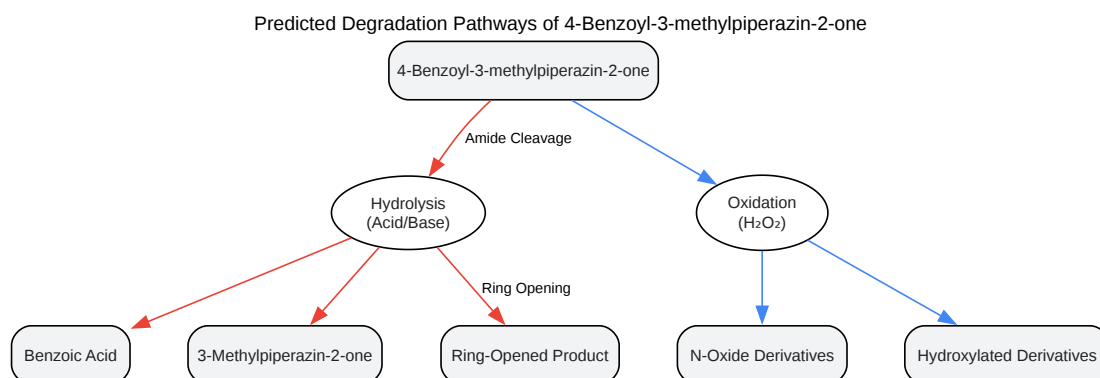 Predicted Degradation Pathways of 4-Benzoyl-3-methylpiperazin-2-one
4-Benzoyl-3-methylpiperazin-2-one
Amide Cleavage
Hydrolysis
(Acid/Base)
Oxidation
(H₂O₂)
Ring Opening
Benzoic Acid
3-Methylpiperazin-2-one
Ring-Opened Product
N-Oxide Derivatives
Hydroxylated Derivatives